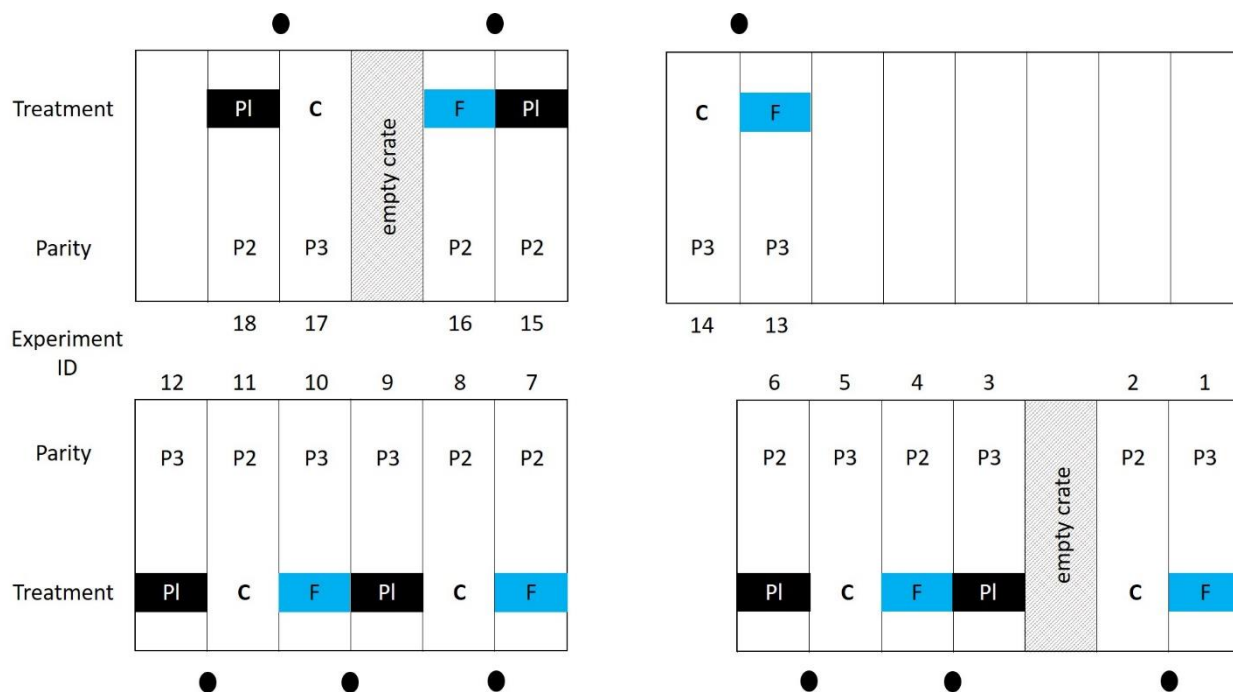 Treatment Pl C F Pl C F
empty crate
Parity P2 P3 P2 P2 P3 P3
18 17 16 15 14 13
Experiment
ID
12 11 10 9 8 7 6 5 4 3 2 1
Parity P3 P2 P3 P3 P2 P2 P2 P3 P2 P3 P2 P3
empty crate
Treatment Pl C F Pl C F Pl C F Pl C F